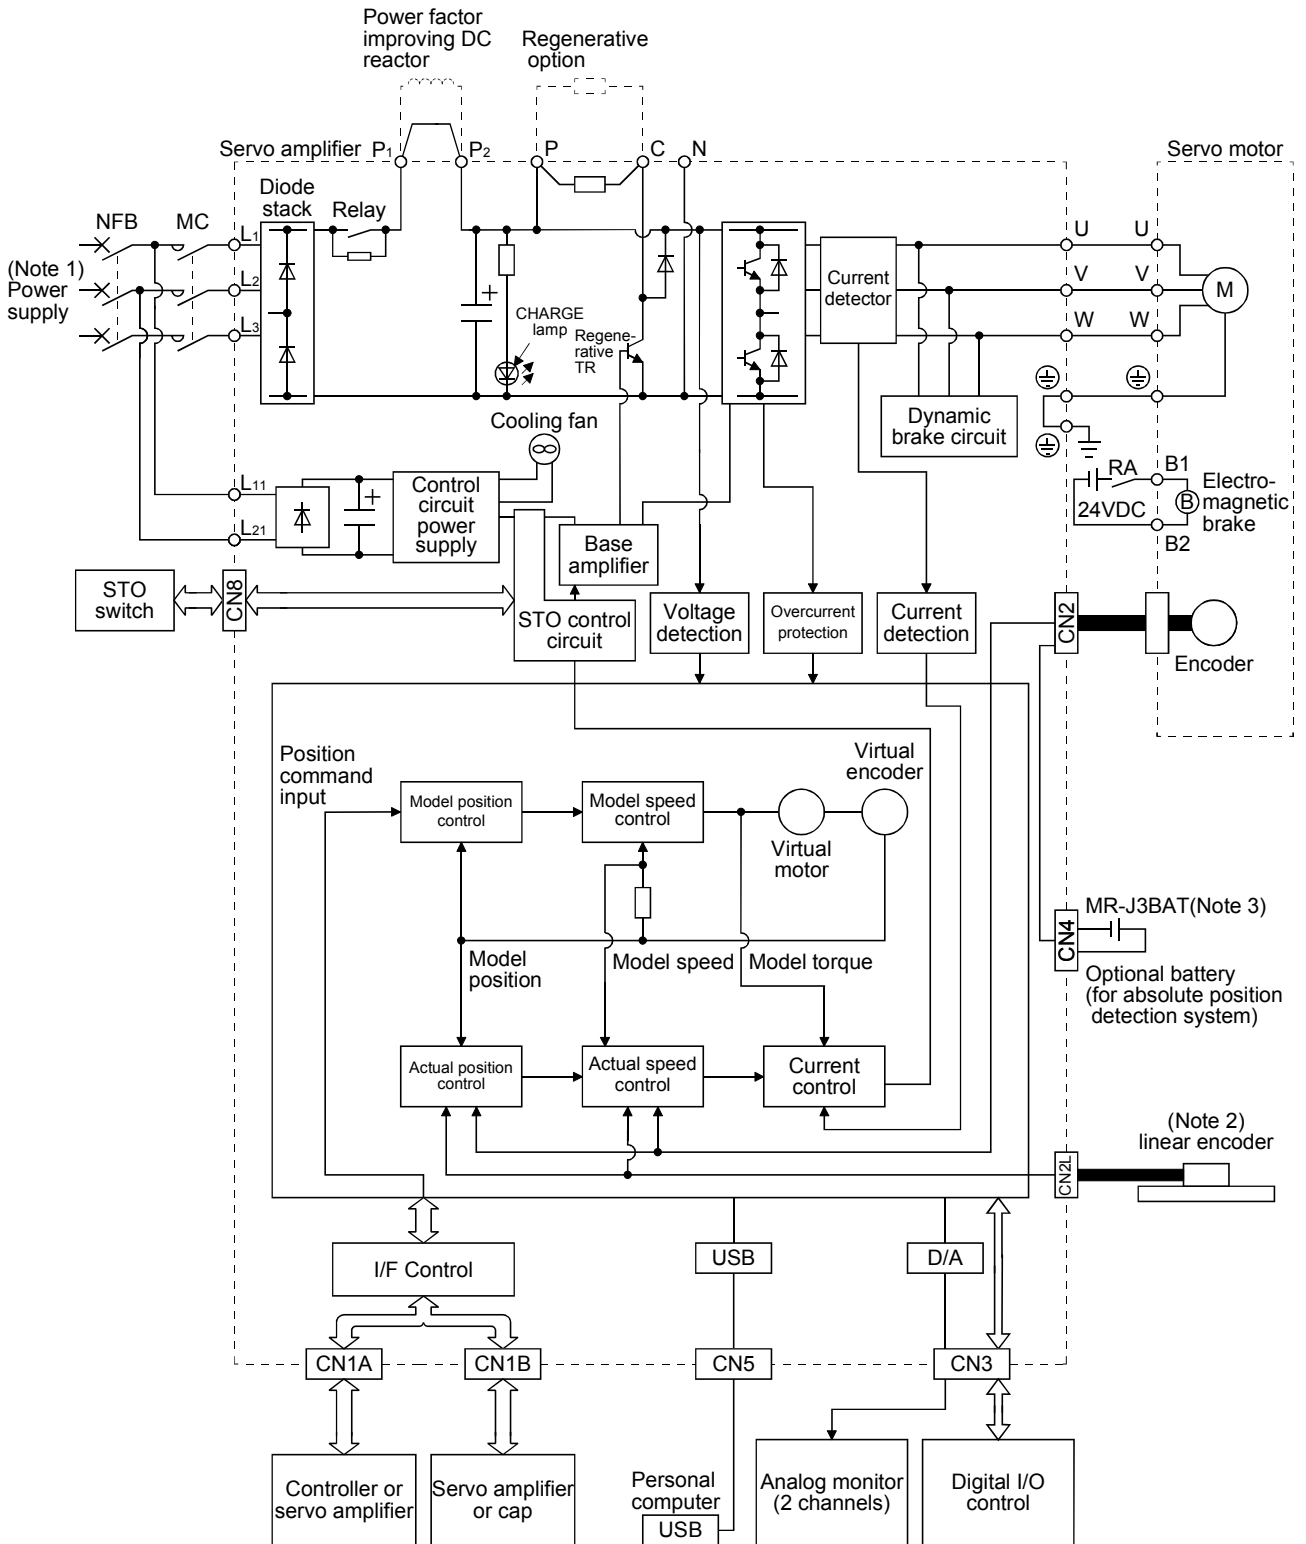 Power factor
improving DC
reactor
Regenerative
option
Servo amplifier
P1
P2
P
C
N
Servo motor
Diode
stack
Relay
NFB
MC
L1
L2
L3
(Note 1)
Power
supply
CHARGE
lamp
Regene-
rative
TR
Current
detector
U
V
W
U
V
W
M
Dynamic
brake circuit
Cooling fan
RA
24VDC
B1
B
B2
Electro-
magnetic
brake
L11
L21
Control
circuit
power
supply
Base
amplifier
STO
switch
CN8
STO control
circuit
Voltage
detection
Overcurrent
protection
Current
detection
CN2
Encoder
Position
command
input
Virtual
encoder
Model position
control
Model speed
control
Virtual
motor
Model
position
Model speed
Model torque
CN4
MR-J3BAT(Note 3)
Optional battery
(for absolute position
detection system)
Actual position
control
Actual speed
control
Current
control
(Note 2)
linear encoder
CN2L
I/F Control
USB
D/A
CN1A
CN1B
CN5
CN3
Controller or
servo amplifier
Servo amplifier
or cap
Personal
computer
USB
Analog monitor
(2 channels)
Digital I/O
control